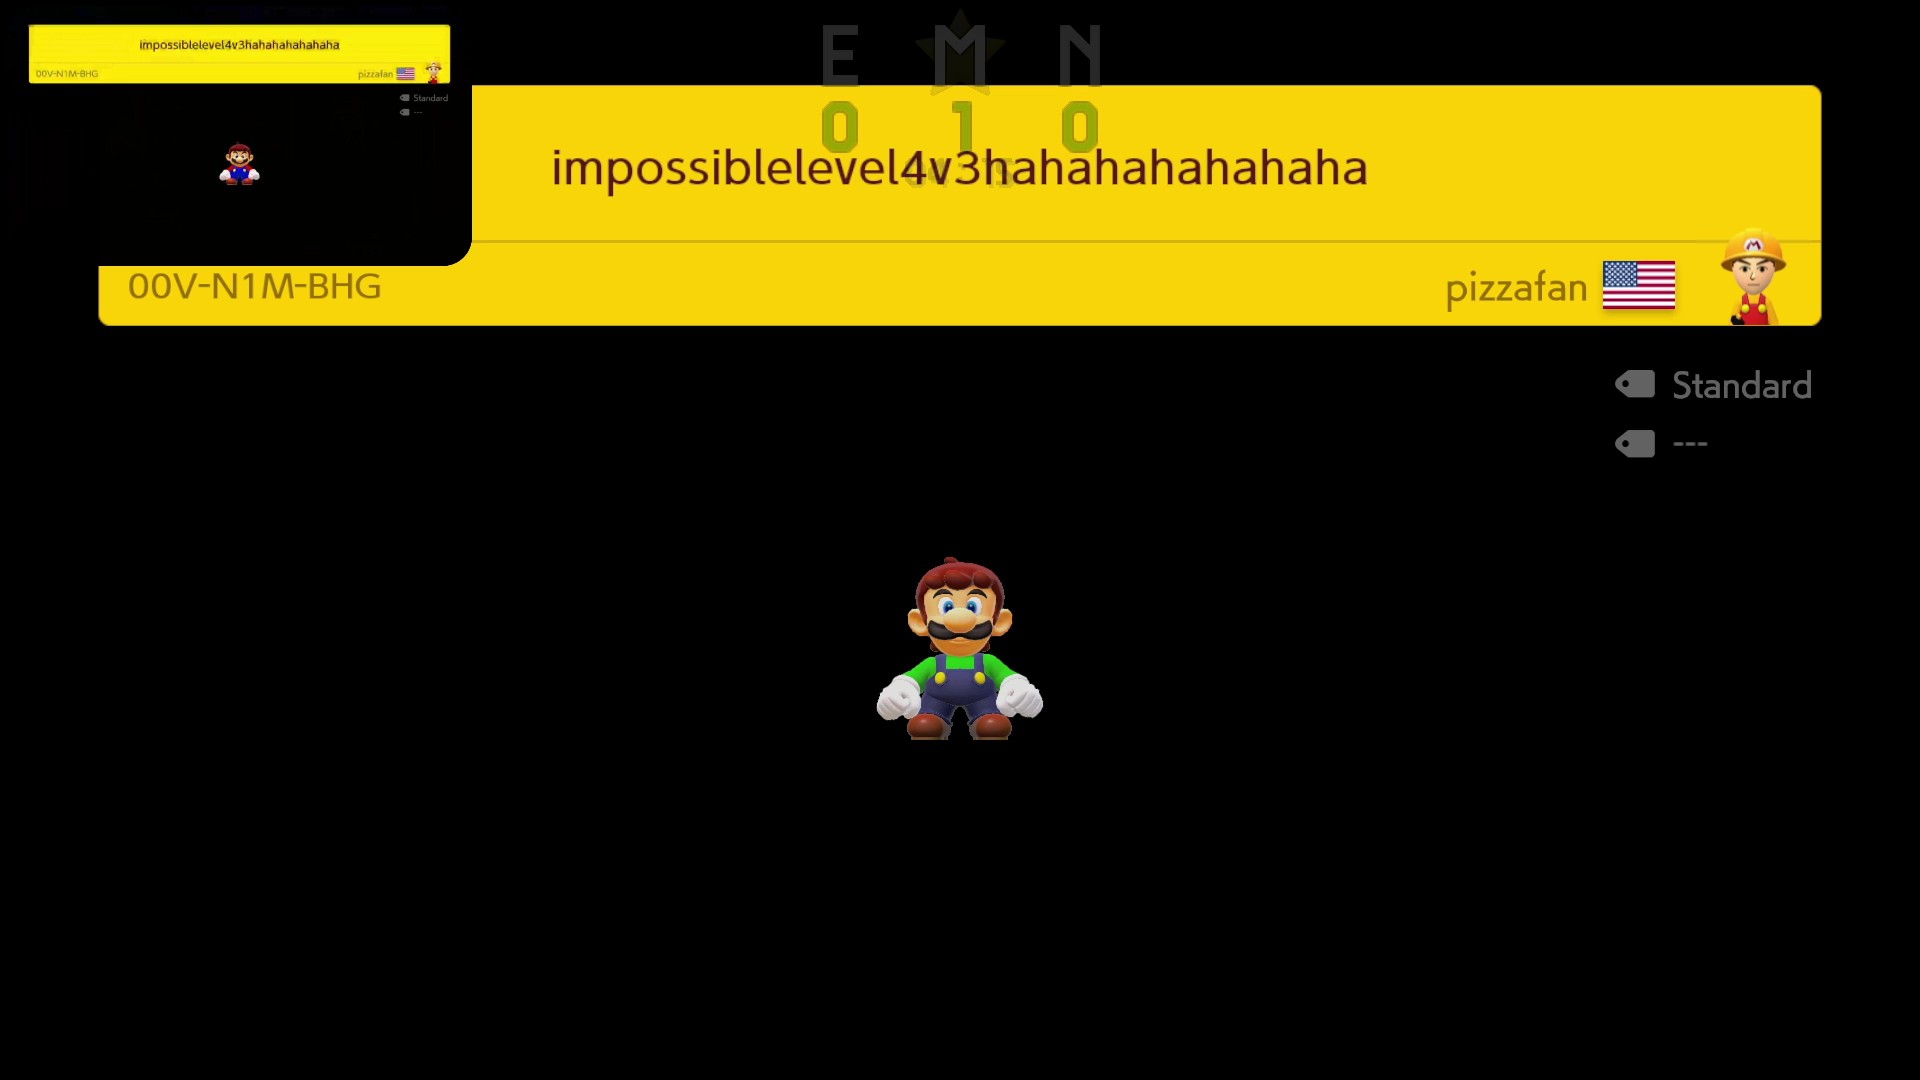 impossiblelevel4v3hahahahahahaha
00V-N1M-BHG
pizzafan
Standard
---
E M N
0 1 0
impossiblelevel4v3hahahahahahaha
00V-N1M-BHG
pizzafan
Standard
---